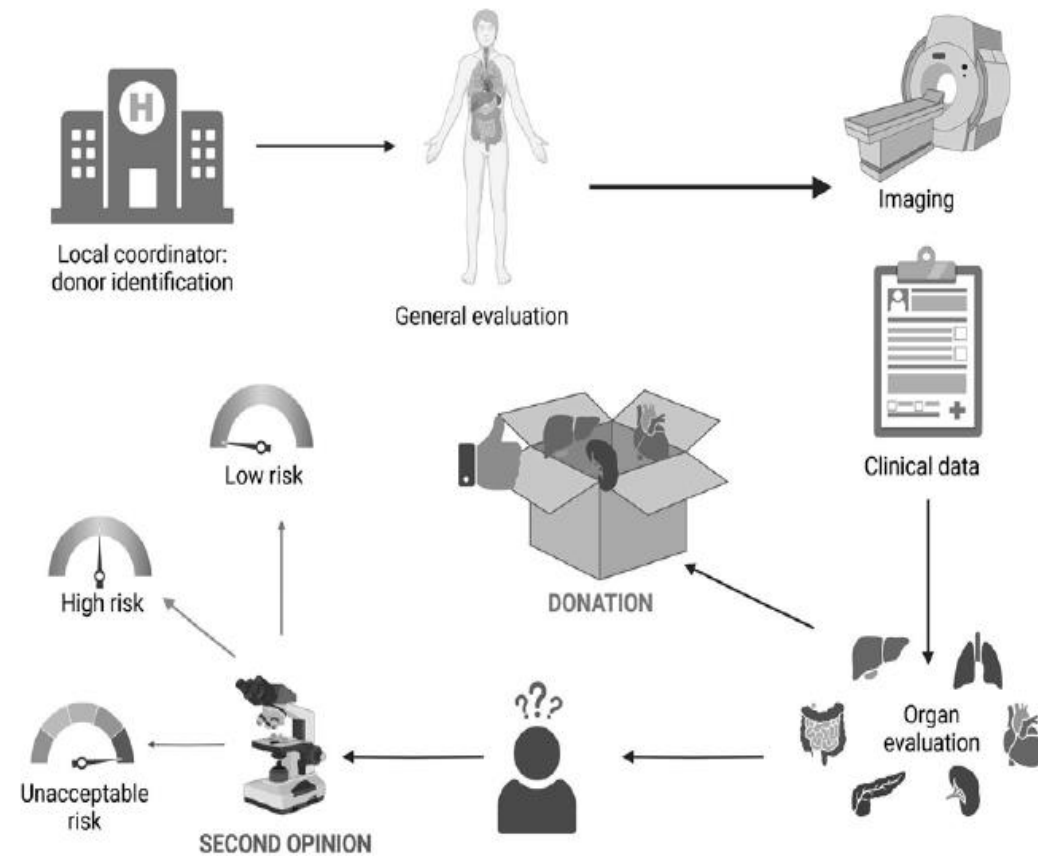 H
Local coordinator:
donor identification
General evaluation
Imaging
Clinical data
Organ
evaluation
DONATION
???
SECOND OPINION
Low risk
High risk
Unacceptable
risk